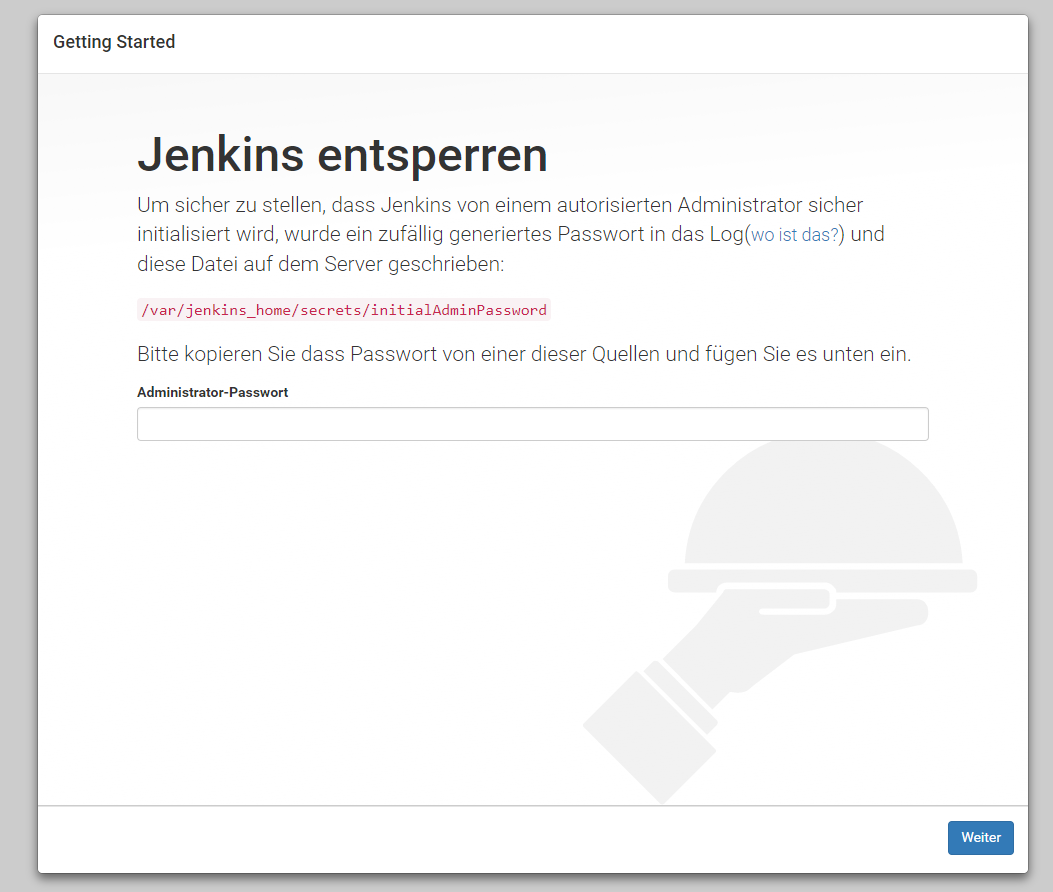 Getting Started
Jenkins entsperren
Um sicher zu stellen, dass Jenkins von einem autorisierten Administrator sicher
initialisiert wird, wurde ein zufällig generiertes Passwort in das Log(wo ist das?) und
diese Datei auf dem Server geschrieben:
/var/jenkins_home/secrets/initialAdminPassword
Bitte kopieren Sie dass Passwort von einer dieser Quellen und fügen Sie es unten ein.
Administrator-Passwort
Weiter